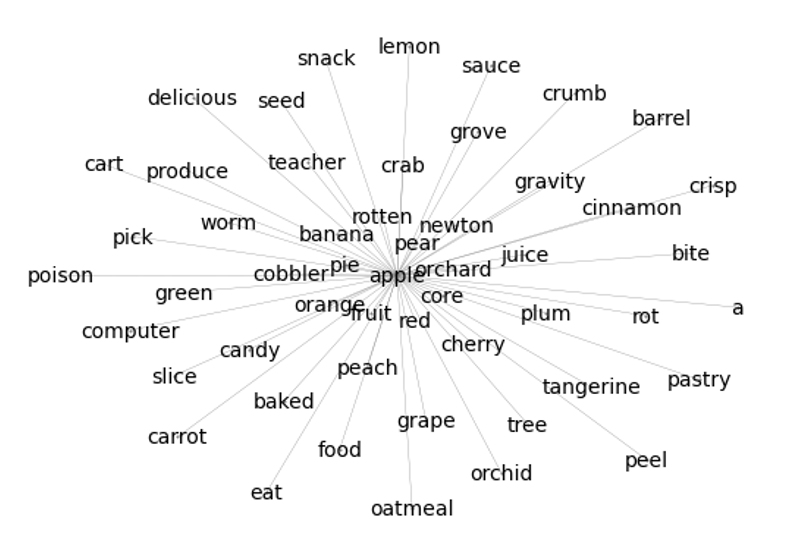 lemon
snack
sauce
crumb
delicious
seed
barrel
grove
cart
teacher
crab
produce
gravity
crisp
cinnamon
rotten
worm
newton
banana
pick
pear
bite
juice
pie
orchard
cobbler
apple
poison
green
core
orange
a
fruit
plum
rot
red
computer
cherry
candy
peach
slice
pastry
tangerine
baked
grape
tree
carrot
food
peel
orchid
eat
oatmeal